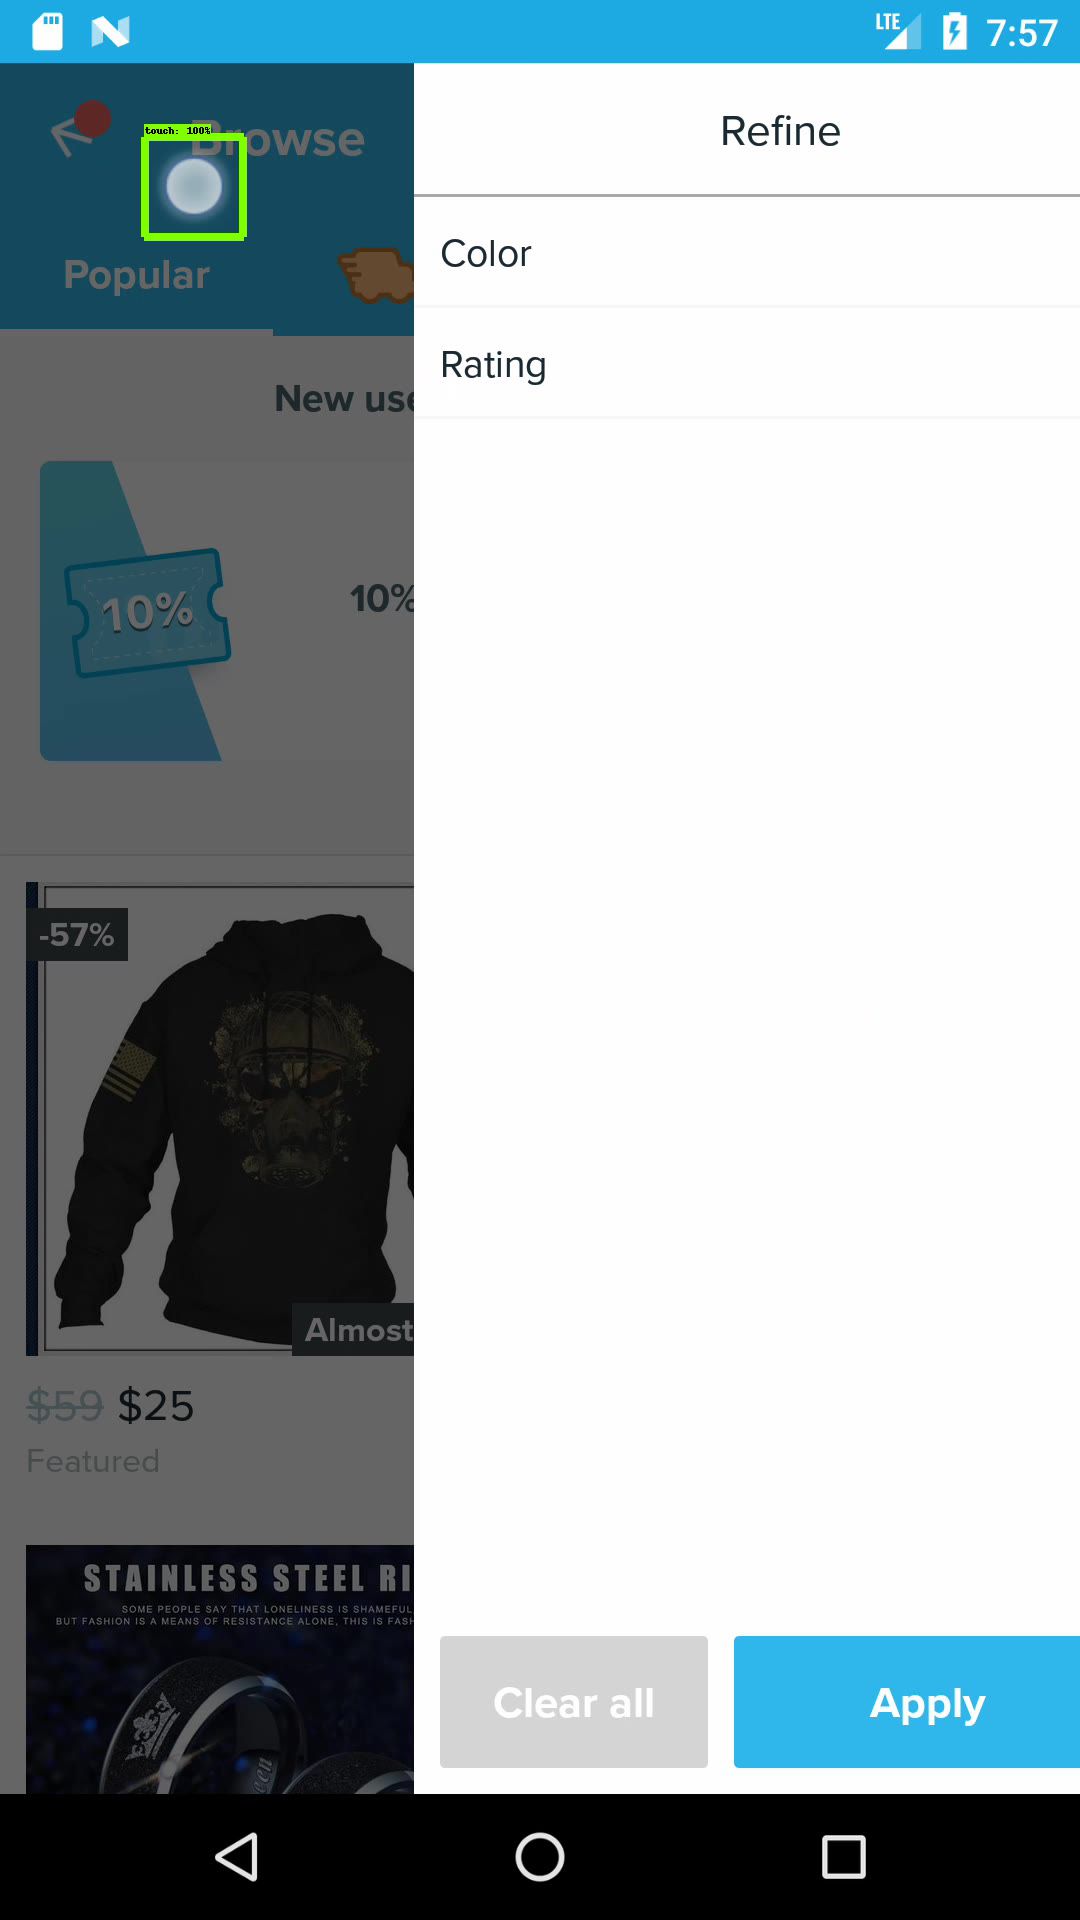 LTE 7:57
touch: 100%
Browse
Refine
Popular
Color
Rating
New use
10%
10%
-57%
Almost
$59 $25
Featured
STAINLESS STEEL RI
SOME PEOPLE SAY THAT LONELINESS IS SHAMEFUL
BUT FASHION IS A MEANS OF RESISTANCE ALONE, THIS IS FASH
Clear all
Apply